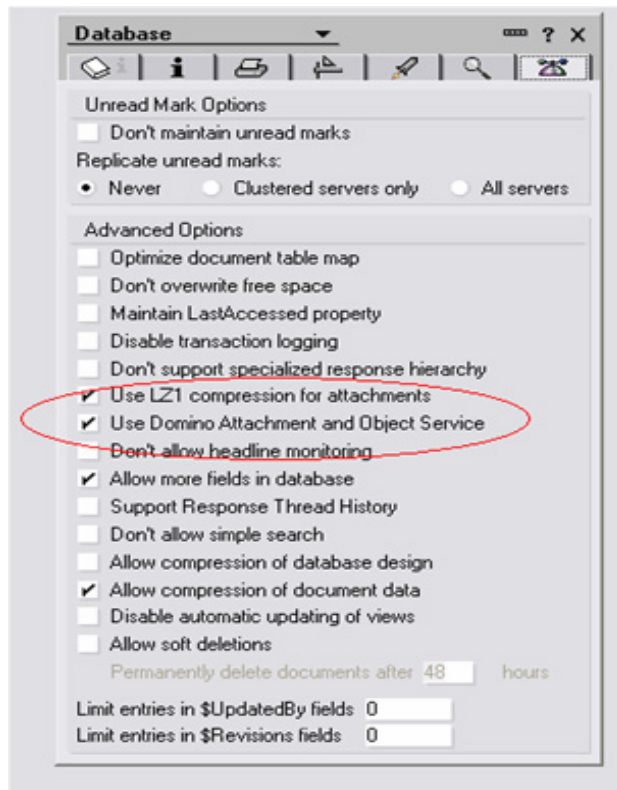 Database ? X
i i
Unread Mark Options
Don't maintain unread marks
Replicate unread marks:
Never Clustered servers only All servers
Advanced Options
Optimize document table map
Don't overwrite free space
Maintain LastAccessed property
Disable transaction logging
Don't support specialized response hierarchy
Use LZ1 compression for attachments
Use Domino Attachment and Object Service
Don't allow headline monitoring
Allow more fields in database
Support Response Thread History
Don't allow simple search
Allow compression of database design
Allow compression of document data
Disable automatic updating of views
Allow soft deletions
Permanently delete documents after 48 hours
Limit entries in $UpdatedBy fields 0
Limit entries in $Revisions fields 0